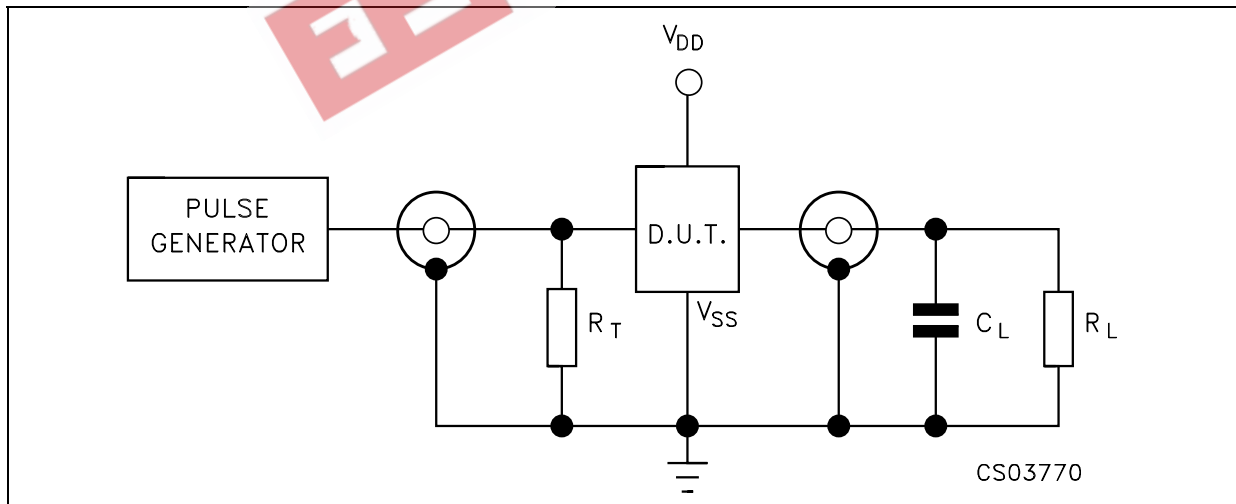 VDD
PULSE
GENERATOR
D.U.T.
VSS
RT
CL
RL
CS03770